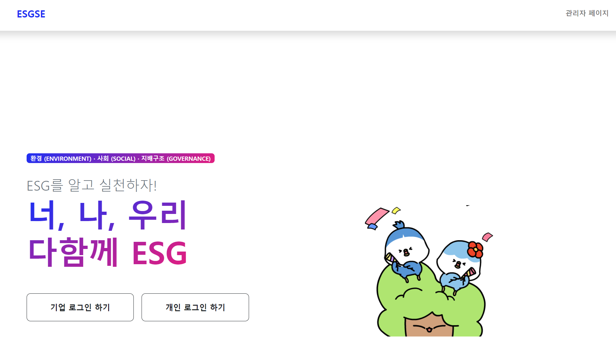 ESGSE
관리자 페이지
환경 (ENVIRONMENT) · 사회 (SOCIAL) · 지배구조 (GOVERNANCE)
ESG를 알고 실천하자!
너, 나, 우리
다함께 ESG
기업 로그인 하기
개인 로그인 하기